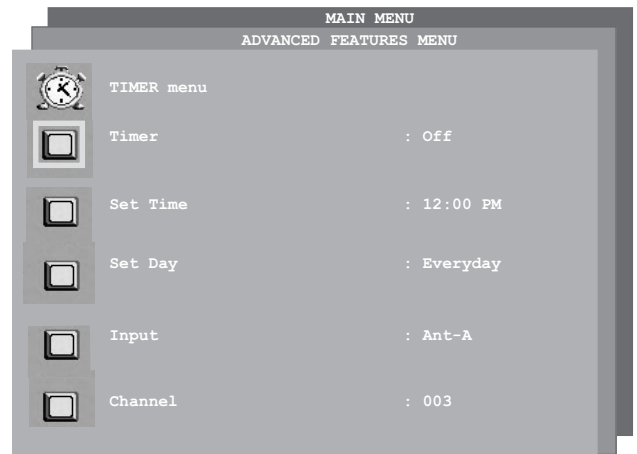 MAIN MENU
ADVANCED FEATURES MENU
TIMER menu
Timer : Off
Set Time : 12:00 PM
Set Day : Everyday
Input : Ant-A
Channel : 003